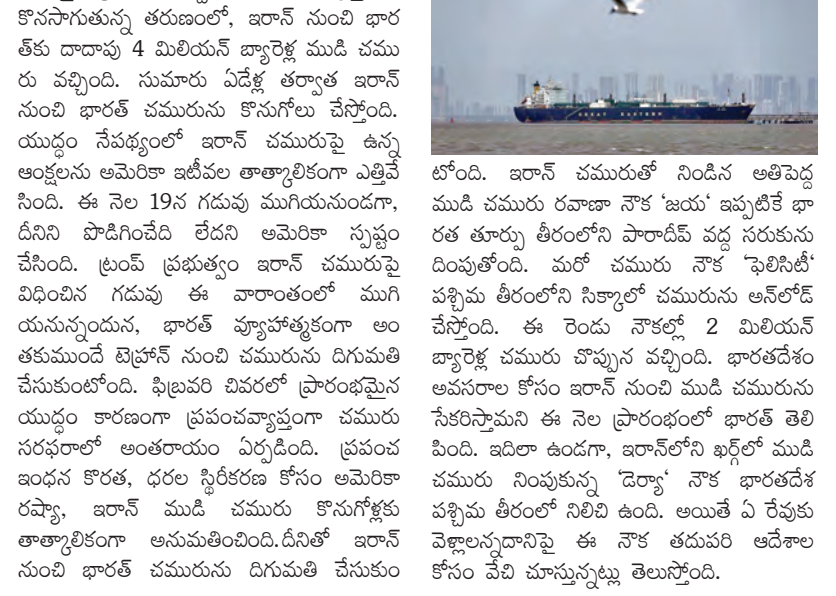 కొనసాగుతున్న తరుణంలో, ఇరాన్ నుంచి భార
త్‌కు దాదాపు 4 మిలియన్ బ్యారెళ్ల ముడి చము
రు వచ్చింది. సుమారు ఏడేళ్ల తర్వాత ఇరాన్
నుంచి భారత్ చమురును కొనుగోలు చేస్తోంది.
యుద్ధం నేపథ్యంలో ఇరాన్ చమురుపై ఉన్న
ఆంక్షలను అమెరికా ఇటీవల తాత్కాలికంగా ఎత్తివే
సింది. ఈ నెల 19న గడువు ముగియనుండగా,
దీనిని పొడిగించేది లేదని అమెరికా స్పష్టం
చేసింది. ట్రంప్ ప్రభుత్వం ఇరాన్ చమురుపై
విధించిన గడువు ఈ వారాంతంలో ముగి
యనున్నందున, భారత్ వ్యూహాత్మకంగా అం
తకుముందే టెహ్రాన్ నుంచి చమురును దిగుమతి
చేసుకుంటోంది. ఫిబ్రవరి చివరలో ప్రారంభమైన
యుద్ధం కారణంగా ప్రపంచవ్యాప్తంగా చమురు
సరఫరాలో అంతరాయం ఏర్పడింది. ప్రపంచ
ఇంధన కొరత, ధరల స్థిరీకరణ కోసం అమెరికా
రష్యా, ఇరాన్ ముడి చమురు కొనుగోళ్లకు
తాత్కాలికంగా అనుమతించింది.దీనితో ఇరాన్
నుంచి భారత్ చమురును దిగుమతి చేసుకుం
GREAT EASTERN
టోంది. ఇరాన్ చమురుతో నిండిన అతిపెద్ద
ముడి చమురు రవాణా నౌక ‘జయ‘ ఇప్పటికే భా
రత తూర్పు తీరంలోని పారాదీప్ వద్ద సరుకును
దింపుతోంది. మరో చమురు నౌక ‘ఫెలిసిటీ‘
పశ్చిమ తీరంలోని సిక్కాలో చమురును అన్‌లోడ్
చేస్తోంది. ఈ రెండు నౌకల్లో 2 మిలియన్
బ్యారెళ్ల చమురు చొప్పున వచ్చింది. భారతదేశం
అవసరాల కోసం ఇరాన్ నుంచి ముడి చమురును
సేకరిస్తామని ఈ నెల ప్రారంభంలో భారత్ తెలి
పింది. ఇదిలా ఉండగా, ఇరాన్‌లోని ఖర్గ్‌లో ముడి
చమురు నింపుకున్న ‘డెర్యా‘ నౌక భారతదేశ
పశ్చిమ తీరంలో నిలిచి ఉంది. అయితే ఏ రేవుకు
వెళ్లాలన్నదానిపై ఈ నౌక తదుపరి ఆదేశాల
కోసం వేచి చూస్తున్నట్లు తెలుస్తోంది.